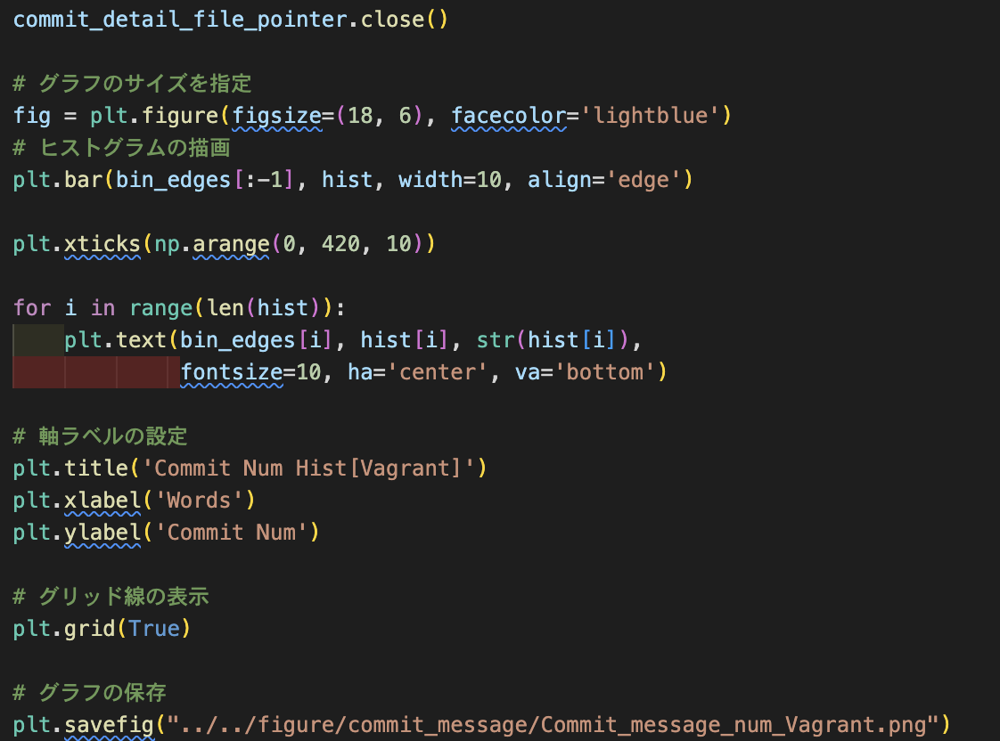 commit_detail_file_pointer.close()
# グラフのサイズを指定
fig = plt.figure(figsize=(18, 6), facecolor='lightblue')
# ヒストグラムの描画
plt.bar(bin_edges[:-1], hist, width=10, align='edge')
plt.xticks(np.arange(0, 420, 10))
for i in range(len(hist)):
    plt.text(bin_edges[i], hist[i], str(hist[i]),
             fontsize=10, ha='center', va='bottom')
# 軸ラベルの設定
plt.title('Commit Num Hist[Vagrant]')
plt.xlabel('Words')
plt.ylabel('Commit Num')
# グリッド線の表示
plt.grid(True)
# グラフの保存
plt.savefig("../../figure/commit_message/Commit_message_num_Vagrant.png")